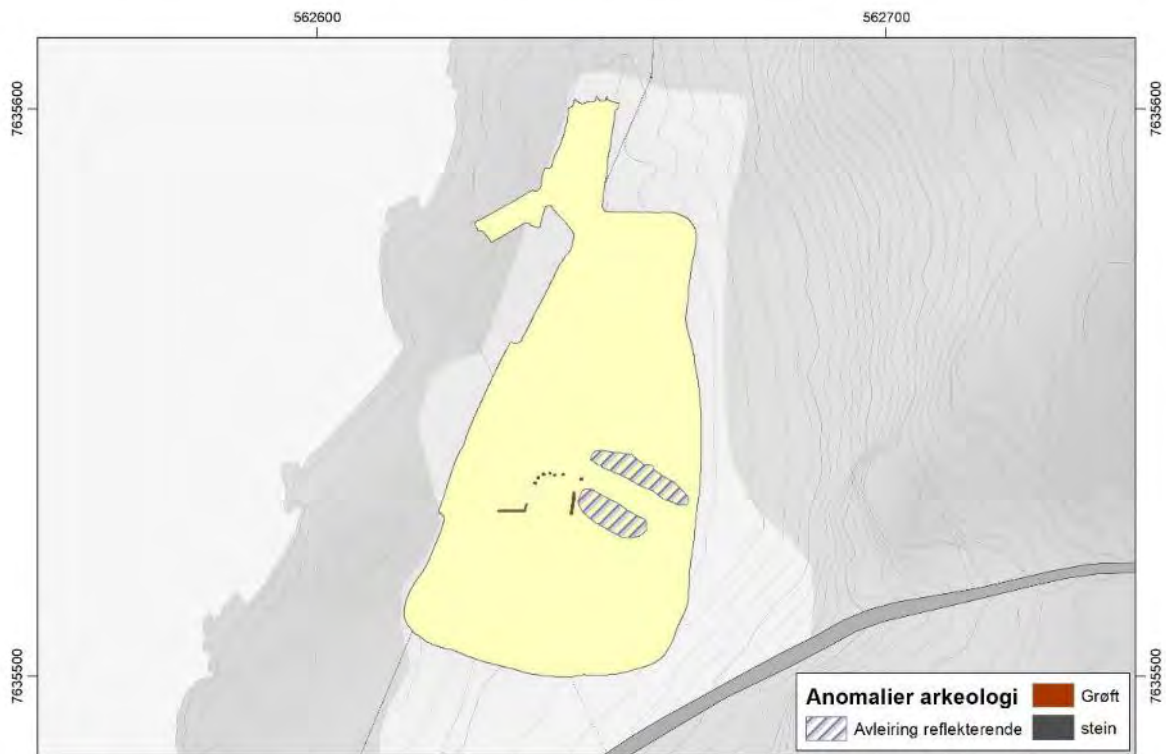 562600 562700
7635600 7635600
7635500 7635500
Anomalier arkeologi Grøft
Avleiring reflekterende stein